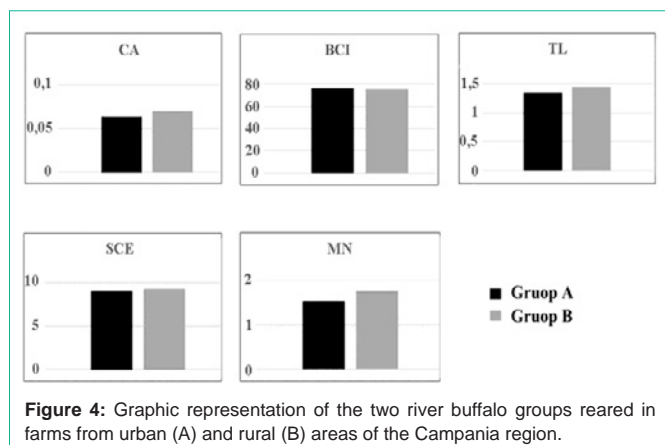 CA
0,1
0,05
0
BCI
80
60
40
20
0
TL
1,5
1
0,5
0
SCE
10
5
0
MN
2
1
0
Gruop A
Gruop B
Figure 4: Graphic representation of the two river buffalo groups reared in
farms from urban (A) and rural (B) areas of the Campania region.